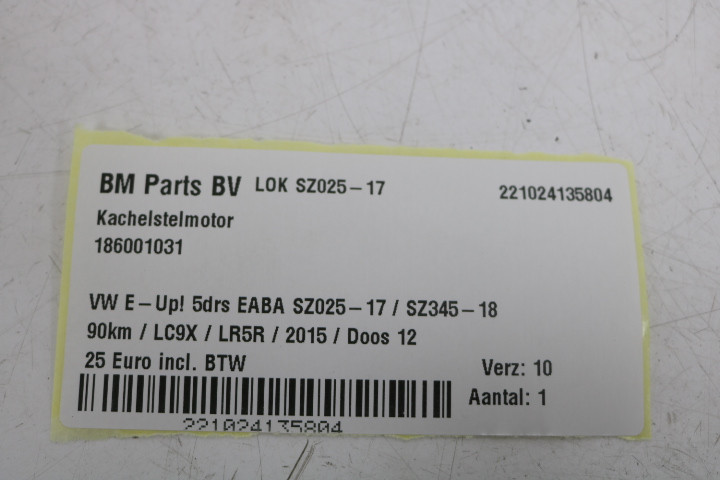 BM Parts BV LOK SZ025-17 221024135804
Kachelstelmotor
186001031
VW E-Up! 5drs EABA SZ025-17 / SZ345-18
90km / LC9X / LR5R / 2015 / Doos 12
25 Euro incl. BTW Verz: 10
Aantal: 1
221024135804